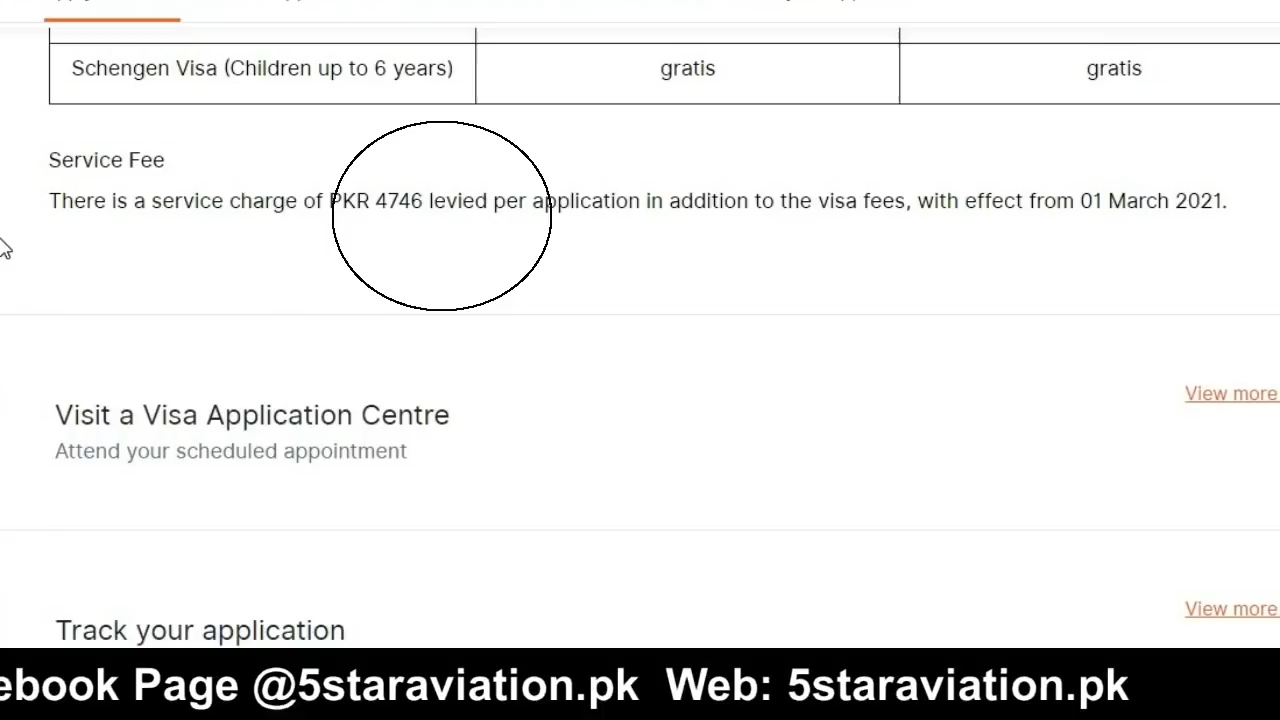 Schengen Visa (Children up to 6 years) gratis gratis
Service Fee
There is a service charge of PKR 4746 levied per application in addition to the visa fees, with effect from 01 March 2021.
View more
Visit a Visa Application Centre
Attend your scheduled appointment
View more
Track your application
ebook Page @5staraviation.pk Web: 5staraviation.pk